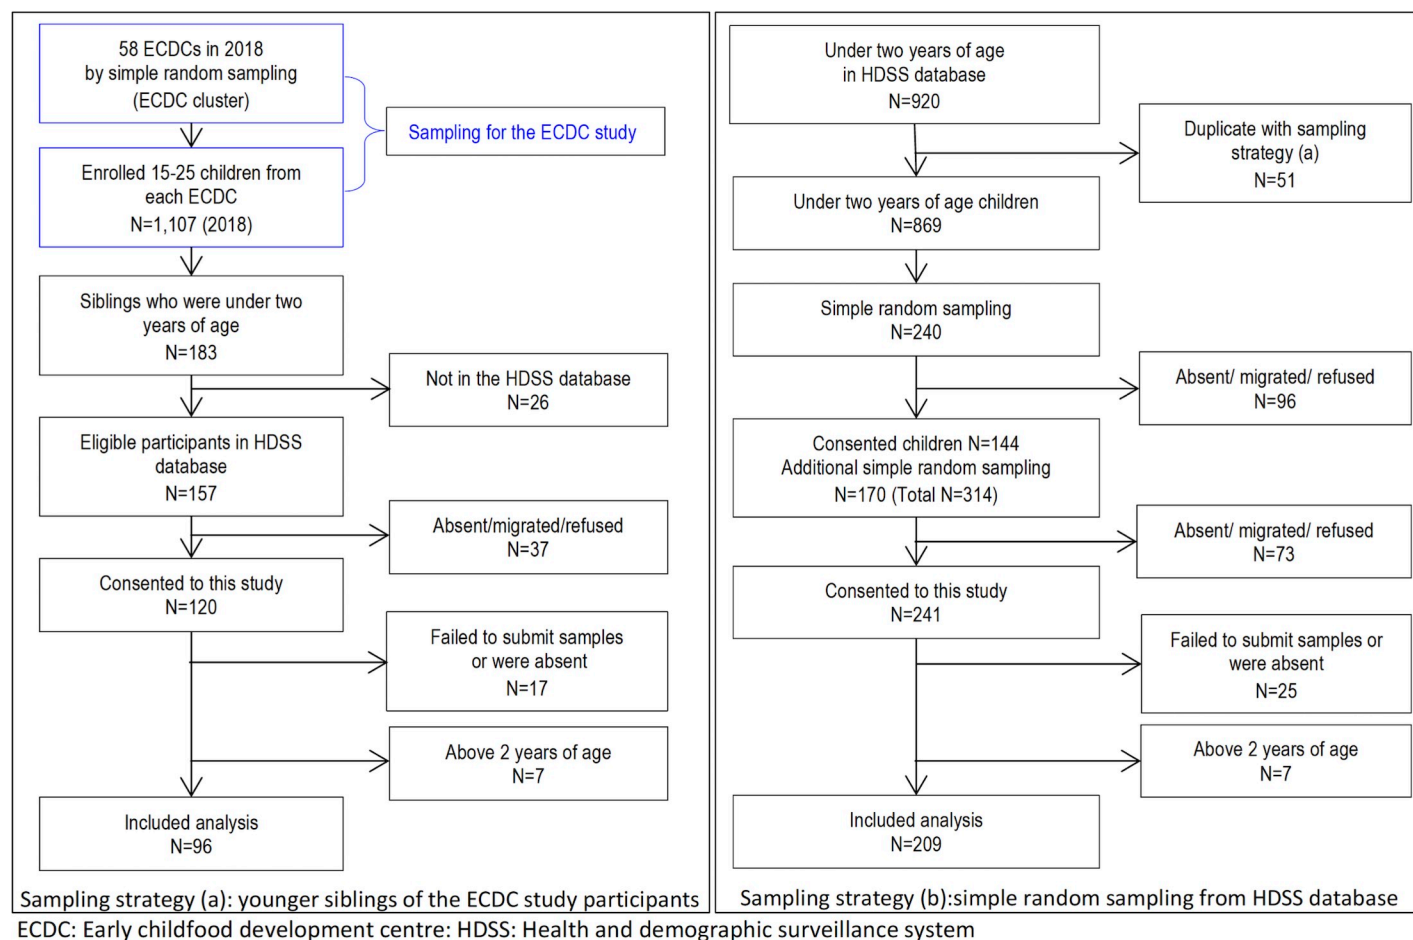 58 ECDCs in 2018
by simple random sampling
(ECDC cluster)
Sampling for the ECDC study
Enrolled 15-25 children from
each ECDC
N=1,107 (2018)
Siblings who were under two
years of age
N=183
Not in the HDSS database
N=26
Eligible participants in HDSS
database
N=157
Absent/migrated/refused
N=37
Consented to this study
N=120
Failed to submit samples
or were absent
N=17
Above 2 years of age
N=7
Included analysis
N=96
Sampling strategy (a): younger siblings of the ECDC study participants
Under two years of age
in HDSS database
N=920
Duplicate with sampling
strategy (a)
N=51
Under two years of age children
N=869
Simple random sampling
N=240
Absent/ migrated/ refused
N=96
Consented children N=144
Additional simple random sampling
N=170 (Total N=314)
Absent/ migrated/ refused
N=73
Consented to this study
N=241
Failed to submit samples or
were absent
N=25
Above 2 years of age
N=7
Included analysis
N=209
Sampling strategy (b):simple random sampling from HDSS database
ECDC: Early childfood development centre: HDSS: Health and demographic surveillance system